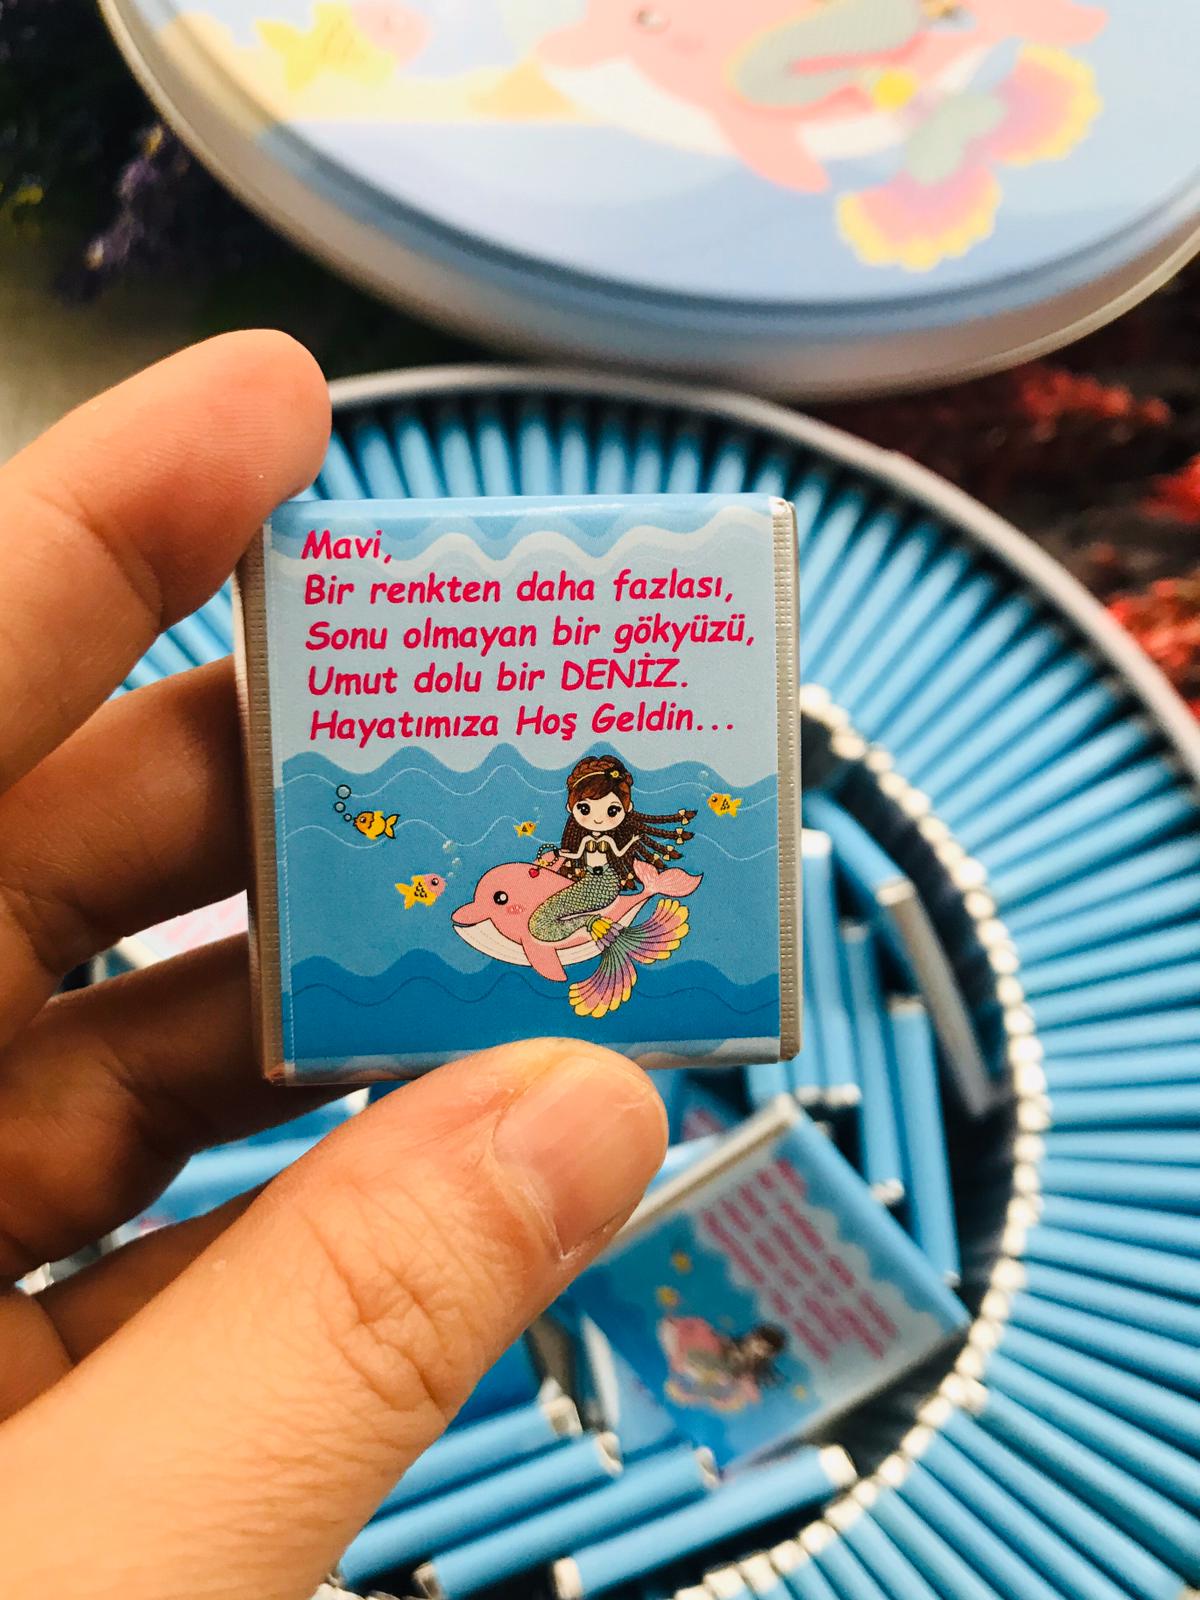 Mavi,
Bir renkten daha fazlası,
Sonu olmayan bir gökyüzü,
Umut dolu bir DENİZ.
Hayatımıza Hoş Geldin...